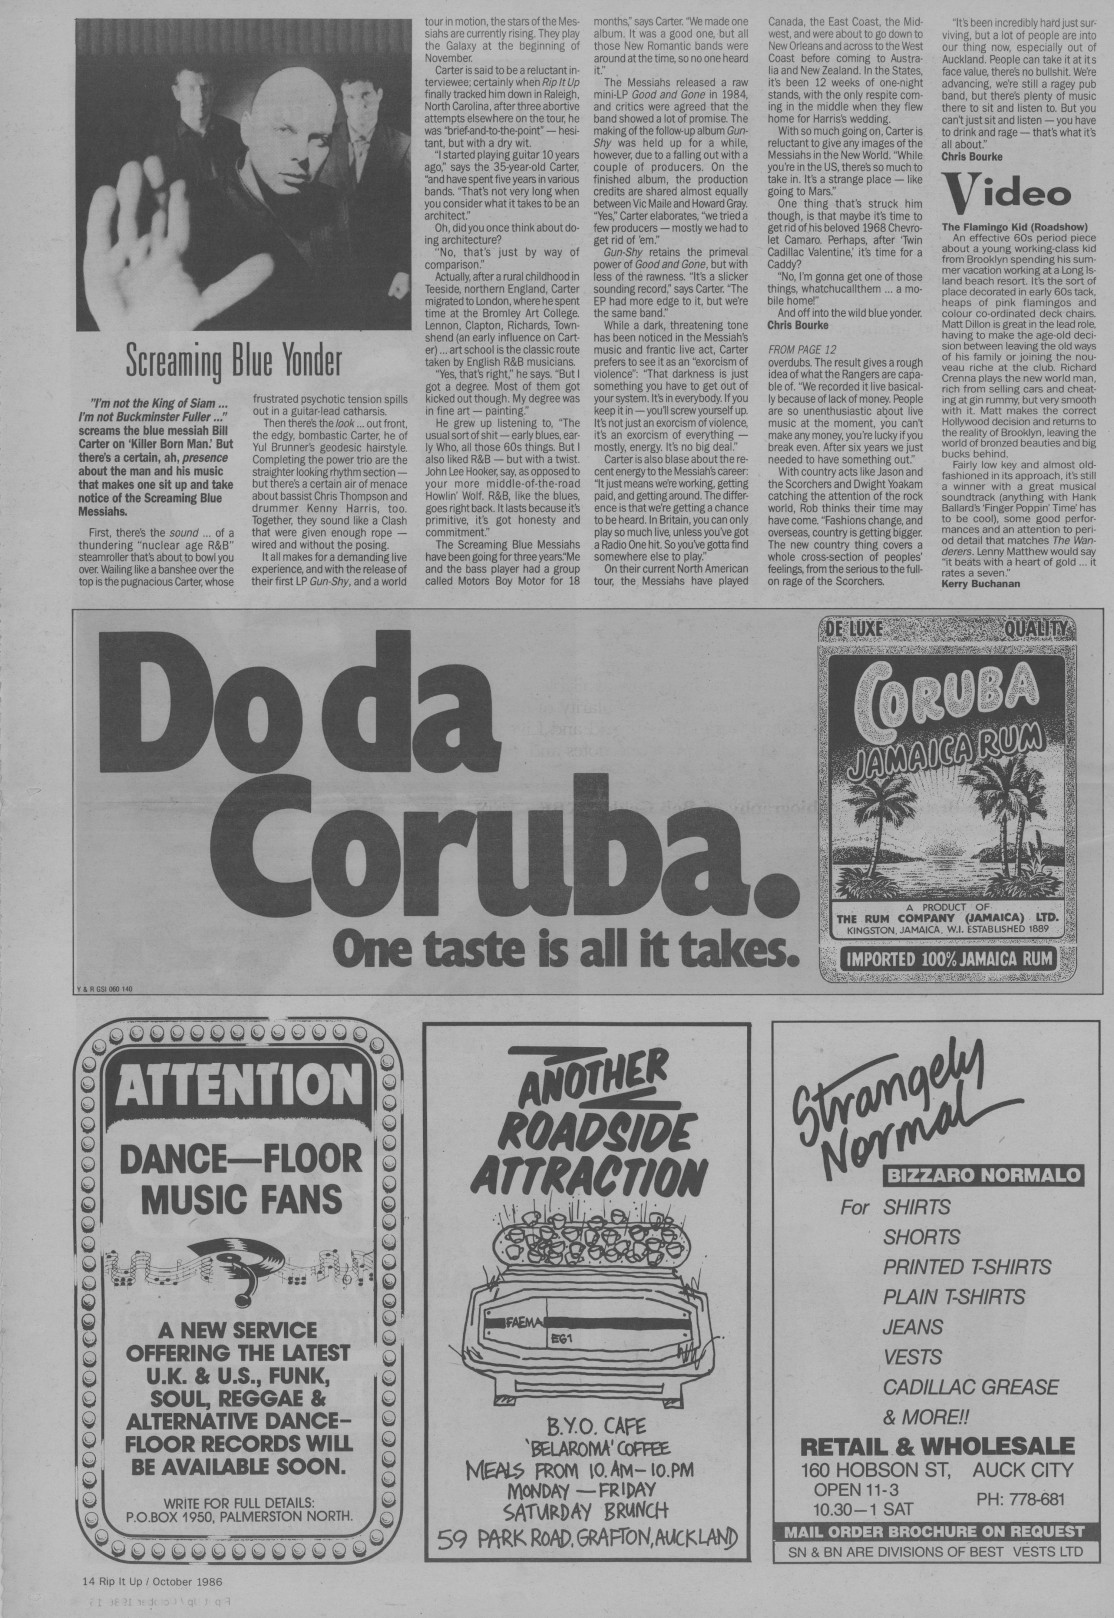 Screaming Blue Yonder
"I'm not the King of Siam ...
I'm not Buckminster Fuller ..."
screams the blue messiah Bill
Carter on 'Killer Born Man.' But
there's a certain, ah, presence
about the man and his music
that makes one sit up and take
notice of the Screaming Blue
Messiahs.
First, there's the sound ... of a
thundering "nuclear age R&B"
steamroller that's about to bowl you
over. Wailing like a banshee over the
top is the pugnacious Carter, whose
frustrated psychotic tension spills
out in a guitar-lead catharsis.
Then there's the look ... out front,
the edgy, bombastic Carter, he of
Yul Brunner's geodesic hairstyle.
Completing the power trio are the
straighter looking rhythm section —
but there's a certain air of menace
about bassist Chris Thompson and
drummer Kenny Harris, too.
Together, they sound like a Clash
that were given enough rope —
wired and without the posing.
It all makes for a demanding live
experience, and with the release of
their first LP Gun-Shy, and a world
tour in motion, the stars of the Mes-
siahs are currently rising. They play
the Galaxy at the beginning of
November.
Carter is said to be a reluctant in-
terviewee; certainly when Rip It Up
finally tracked him down in Raleigh,
North Carolina, after three abortive
attempts elsewhere on the tour, he
was "brief-and-to-the-point" — hesi-
tant, but with a dry wit.
"I started playing guitar 10 years
ago," says the 35-year-old Carter,
"and have spent five years in various
bands. "That's not very long when
you consider what it takes to be an
architect."
Oh, did you once think about do-
ing architecture?
"No, that's just by way of
comparison."
Actually, after a rural childhood in
Teeside, northern England, Carter
migrated to London, where he spent
time at the Bromley Art College.
Lennon, Clapton, Richards, Town-
shend (an early influence on Cart-
er) ... art school is the classic route
taken by English R&B musicians.
"Yes, that's right," he says. "But I
got a degree. Most of them got
kicked out though. My degree was
in fine art — painting."
He grew up listening to, "The
usual sort of shit — early blues, ear-
ly Who, all those 60s things. But I
also liked R&B — but with a twist.
John Lee Hooker, say, as opposed to
your more middle-of-the-road
Howlin' Wolf. R&B, like the blues,
goes right back. It lasts because it's
primitive, it's got honesty and
commitment."
The Screaming Blue Messiahs
have been going for three years."Me
and the bass player had a group
called Motors Boy Motor for 18
months," says Carter. "We made one
album. It was a good one, but all
those New Romantic bands were
around at the time, so no one heard
it."
The Messiahs released a raw
mini-LP Good and Gone in 1984,
and critics were agreed that the
band showed a lot of promise. The
making of the follow-up album Gun-
Shy was held up for a while,
however, due to a falling out with a
couple of producers. On the
finished album, the production
credits are shared almost equally
between Vic Maile and Howard Gray.
"Yes," Carter elaborates, "we tried a
few producers — mostly we had to
get rid of 'em."
Gun-Shy retains the primeval
power of Good and Gone, but with
less of the rawness. "It's a slicker
sounding record," says Carter. "The
EP had more edge to it, but we're
the same band."
While a dark, threatening tone
has been noticed in the Messiah's
music and frantic live act, Carter
prefers to see it as an "exorcism of
violence": "That darkness is just
something you have to get out of
your system. It's in everybody. If you
keep it in — you'll screw yourself up.
It's not just an exorcism of violence,
it's an exorcism of everything —
mostly, energy. It's no big deal."
Carter is also blase about the re-
cent energy to the Messiah's career:
"It just means we're working, getting
paid, and getting around. The differ-
ence is that we're getting a chance
to be heard. In Britain, you can only
play so much live, unless you've got
a Radio One hit. So you've gotta find
somewhere else to play."
On their current North American
tour, the Messiahs have played
Canada, the East Coast, the Mid-
west, and were about to go down to
New Orleans and across to the West
Coast before coming to Austra-
lia and New Zealand. In the States,
it's been 12 weeks of one-night
stands, with the only respite com-
ing in the middle when they flew
home for Harris's wedding.
With so much going on, Carter is
reluctant to give any images of the
Messiahs in the New World. "While
you're in the US, there's so much to
take in. It's a strange place — like
going to Mars."
One thing that's struck him
though, is that maybe it's time to
get rid of his beloved 1968 Chevro-
let Camaro. Perhaps, after 'Twin
Cadillac Valentine,' it's time for a
Caddy?
"No, I'm gonna get one of those
things, whatchucallthem ... a mo-
bile home!"
And off into the wild blue yonder.
Chris Bourke
FROM PAGE 12
overdubs. The result gives a rough
idea of what the Rangers are capa-
ble of. "We recorded it live basical-
ly because of lack of money. People
are so unenthusiastic about live
music at the moment, you can't
make any money, you're lucky if you
break even. After six weeks we just
needed to have something out."
With country acts like Jason and
the Scorchers and Dwight Yoakam
catching the attention of the rock
world, Rob thinks their time may
have come. "Fashions change, and
overseas, country is getting bigger.
The new country thing covers a
whole cross-section of peoples'
feelings, from the serious to the full-
on rage of the Scorchers.
"It's been incredibly hard just sur-
viving, but a lot of people are into
our thing now, especially out of
Auckland. People can take it at its
face value, there's no bullshit. We're
advancing, we're still a ragey pub
band, but there's plenty of music
there to sit and listen to. But you
can't just sit and listen — you have
to drink and rage — that's what it's
all about."
Chris Bourke
Video
The Flamingo Kid (Roadshow)
An effective 60s period piece
about a young working-class kid
from Brooklyn spending his sum-
mer vacation working at a Long Is-
land beach resort. It's the sort of
place decorated in early 60s tack,
heaps of pink flamingos and
colour co-ordinated deck chairs.
Matt Dillon is great in the lead role,
having to make the age-old deci-
sion between leaving the old ways
of his family or joining the nou-
veau riche at the club. Richard
Crenna plays the new world man,
rich from selling cars and cheat-
ing at gin rummy, but very smooth
with it. Matt makes the correct
Hollywood decision and returns to
the reality of Brooklyn, leaving the
world of bronzed beauties and big
bucks behind.
Fairly low key and almost old-
fashioned in its approach, it's still
a winner with a great musical
soundtrack (anything with Hank
Ballard's 'Finger Poppin' Time' has
to be cool), some good perfor-
mances and an attention to peri-
od detail that matches The Wan-
derers. Lenny Matthew would say
"it beats with a heart of gold ... it
rates a seven."
Kerry Buchanan
Do da
Coruba.
One taste is all it takes.
Y & R GSI 060 140
DE LUXE QUALITY
CORUBA
JAMAICA RUM
A PRODUCT OF
THE RUM COMPANY (JAMAICA) LTD.
KINGSTON, JAMAICA, W.I. ESTABLISHED 1889
IMPORTED 100% JAMAICA RUM
ATTENTION
DANCE—FLOOR
MUSIC FANS
A NEW SERVICE
OFFERING THE LATEST
U.K. & U.S., FUNK,
SOUL, REGGAE &
ALTERNATIVE DANCE–
FLOOR RECORDS WILL
BE AVAILABLE SOON.
WRITE FOR FULL DETAILS:
P.O.BOX 1950, PALMERSTON NORTH.
ANOTHER
ROADSIDE
ATTRACTION
FAEMA
EG1
B.Y.O. CAFE
'BELAROMA' COFFEE
MEALS FROM 10.AM–10.PM
MONDAY—FRIDAY
SATURDAY BRUNCH
59 PARK ROAD, GRAFTON, AUCKLAND
Strangely
Normal
BIZZARO NORMALO
For SHIRTS
SHORTS
PRINTED T-SHIRTS
PLAIN T-SHIRTS
JEANS
VESTS
CADILLAC GREASE
& MORE!!
RETAIL & WHOLESALE
160 HOBSON ST, AUCK CITY
OPEN 11-3
10.30—1 SAT
PH: 778-681
MAIL ORDER BROCHURE ON REQUEST
SN & BN ARE DIVISIONS OF BEST VESTS LTD
14 Rip It Up / October 1986